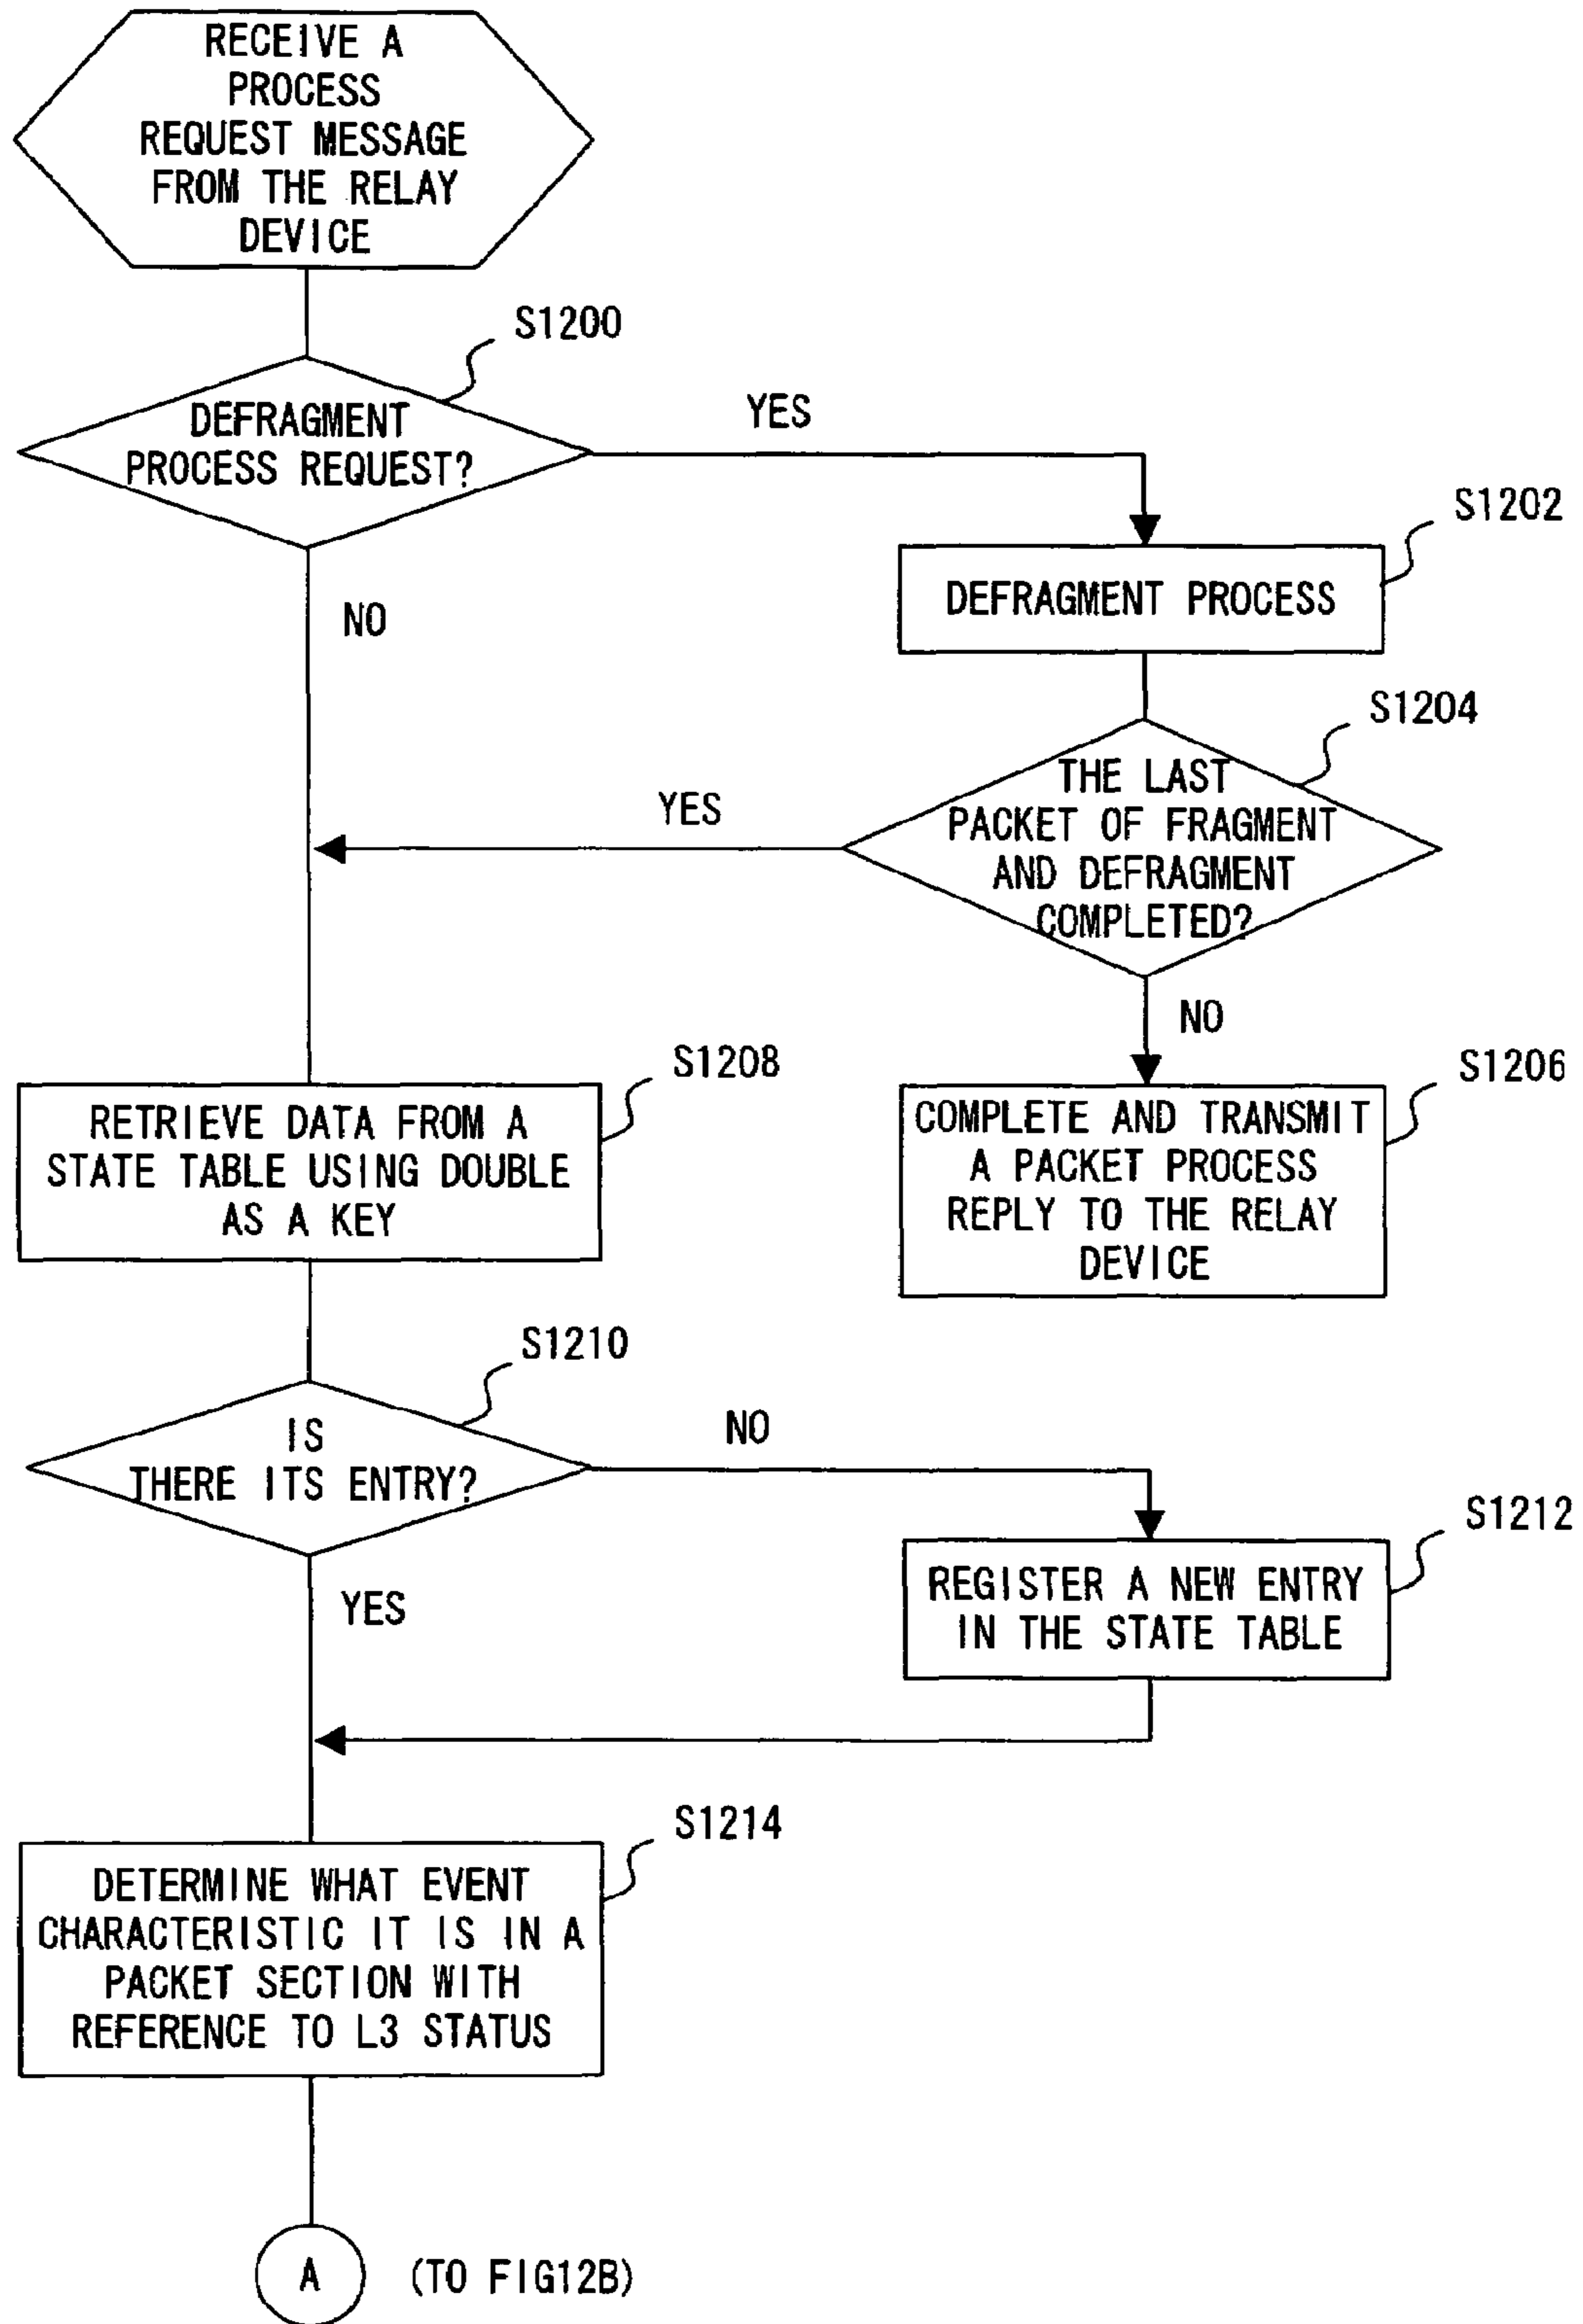 RECEIVE A
PROCESS
REQUEST MESSAGE
FROM THE RELAY
DEVICE
S1200
DEFRAGMENT
PROCESS REQUEST?
YES
NO
S1202
DEFRAGMENT PROCESS
S1204
THE LAST
PACKET OF FRAGMENT
AND DEFRAGMENT
COMPLETED?
YES
NO
S1206
COMPLETE AND TRANSMIT
A PACKET PROCESS
REPLY TO THE RELAY
DEVICE
S1208
RETRIEVE DATA FROM A
STATE TABLE USING DOUBLE
AS A KEY
S1210
IS
THERE ITS ENTRY?
NO
YES
S1212
REGISTER A NEW ENTRY
IN THE STATE TABLE
S1214
DETERMINE WHAT EVENT
CHARACTERISTIC IT IS IN A
PACKET SECTION WITH
REFERENCE TO L3 STATUS
A (TO FIG12B)